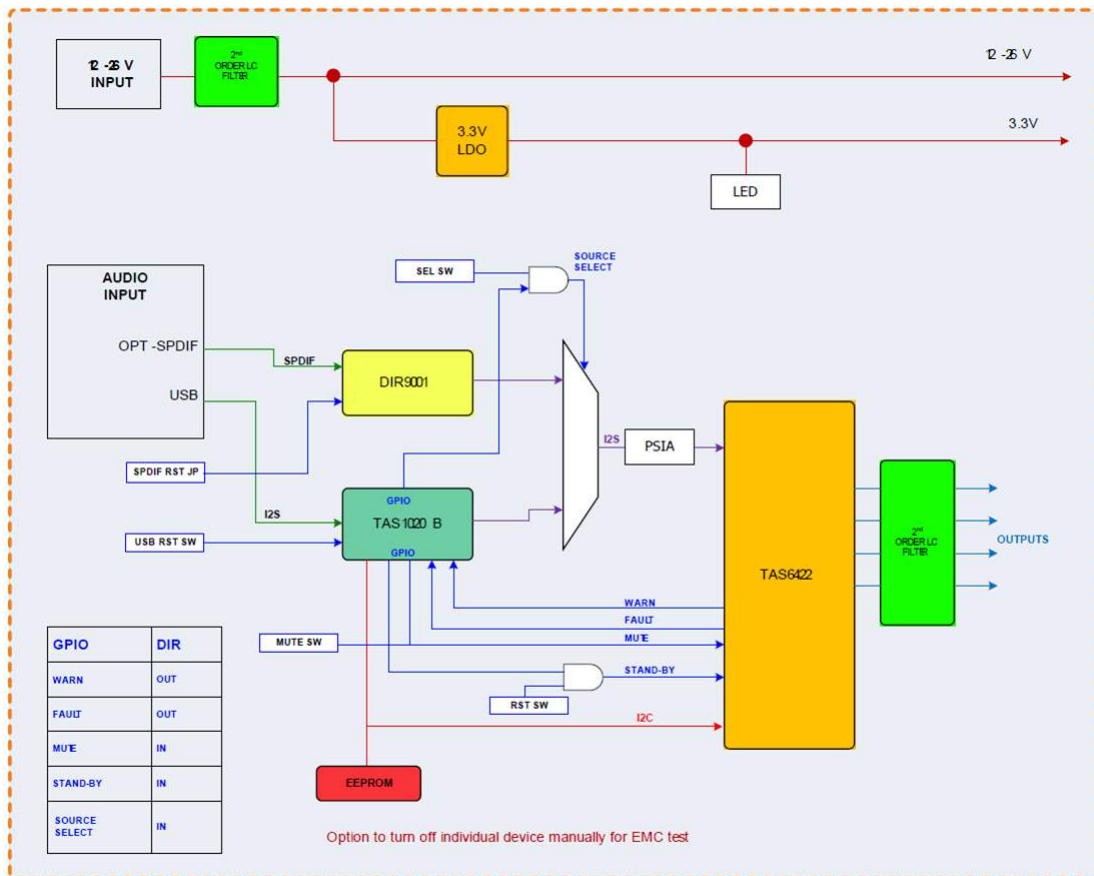 12 -26 V
INPUT
2nd
ORDER LC
FILTER
12 -26 V
3.3V
LDO
3.3V
LED
AUDIO
INPUT
OPT -SPDIF
USB
SEL SW
SOURCE
SELECT
SPDIF
DIR9001
SPDIF RST JP
I2S
PSIA
GPIO
TAS1020 B
GPIO
I2S
USB RST SW
TAS6422
2nd
ORDER LC
FILTER
OUTPUTS
WARN
FAULT
MUTE
MUTE SW
STAND-BY
RST SW
I2C
EEPROM
GPIO DIR
WARN OUT
FAULT OUT
MUTE IN
STAND-BY IN
SOURCE
SELECT IN
Option to turn off individual device manually for EMC test